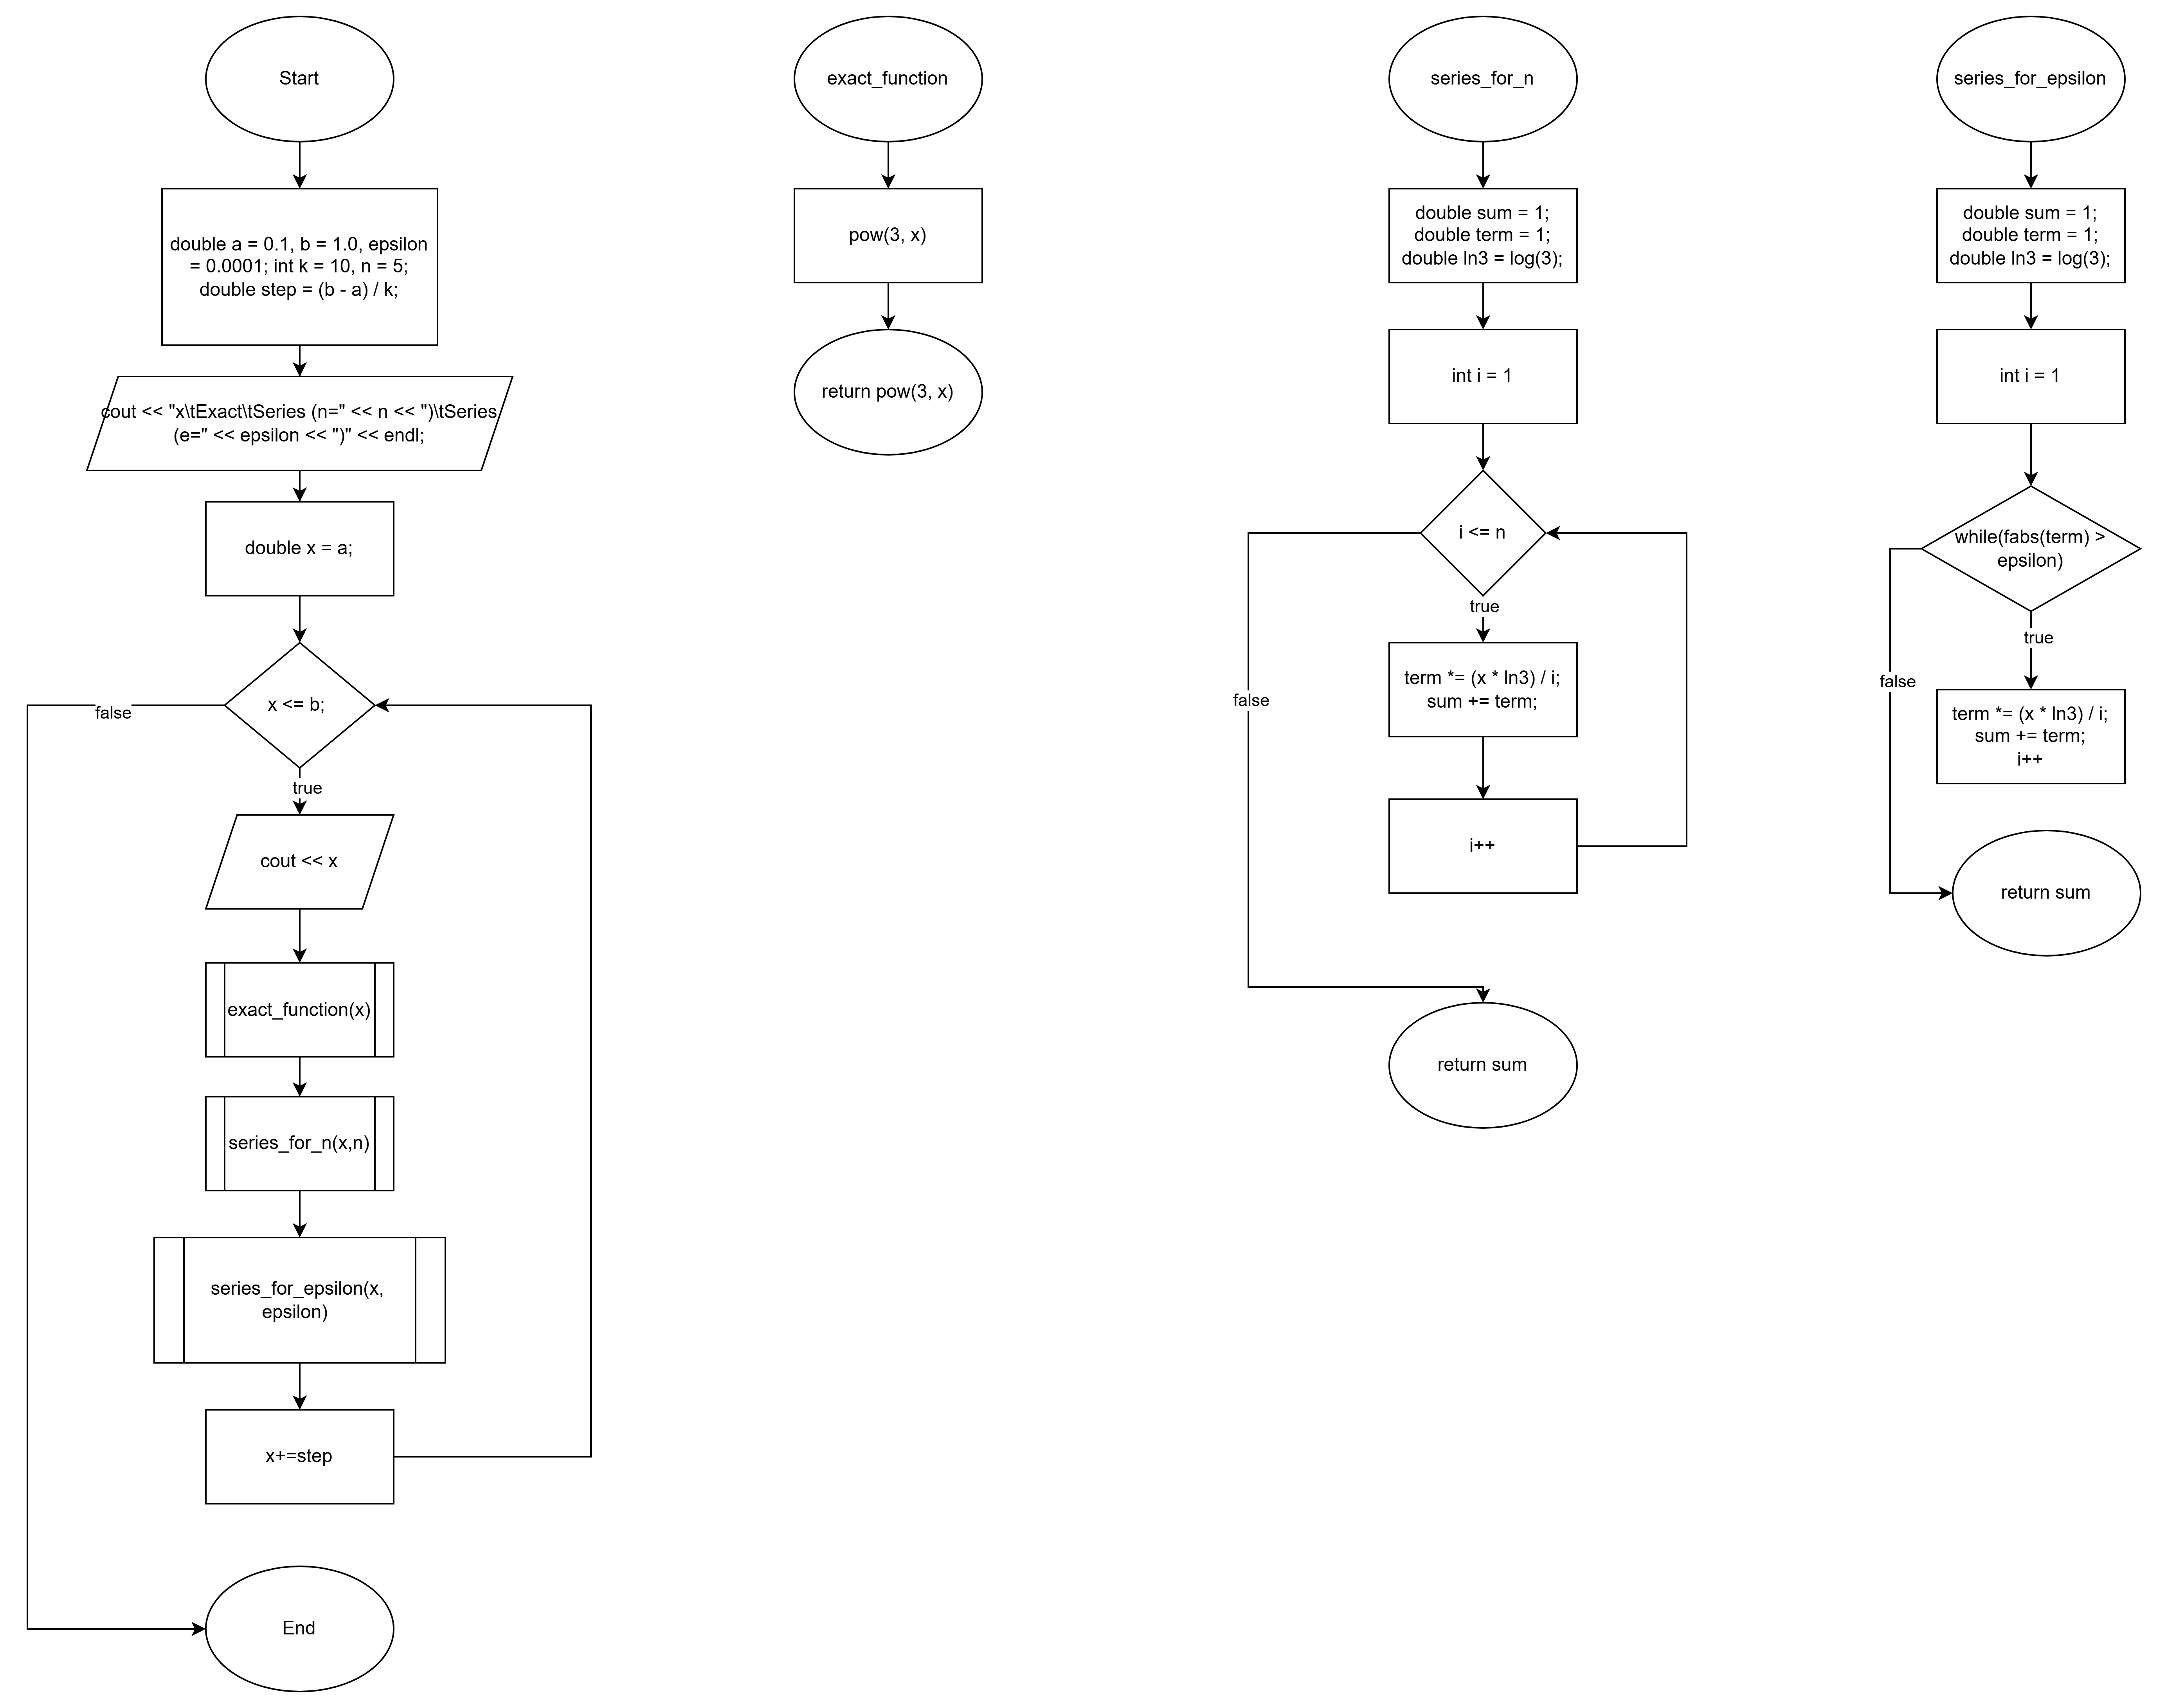 Start
double a = 0.1, b = 1.0, epsilon
= 0.0001; int k = 10, n = 5;
double step = (b - a) / k;
cout << "x\tExact\tSeries (n=" << n << ")\tSeries
(e=" << epsilon << ")" << endl;
double x = a;
x <= b;
false
true
cout << x
exact_function(x)
series_for_n(x,n)
series_for_epsilon(x,
epsilon)
x+=step
End
exact_function
pow(3, x)
return pow(3, x)
series_for_n
double sum = 1;
double term = 1;
double ln3 = log(3);
int i = 1
i <= n
true
false
term *= (x * ln3) / i;
sum += term;
i++
return sum
series_for_epsilon
double sum = 1;
double term = 1;
double ln3 = log(3);
int i = 1
while(fabs(term) >
epsilon)
true
false
term *= (x * ln3) / i;
sum += term;
i++
return sum